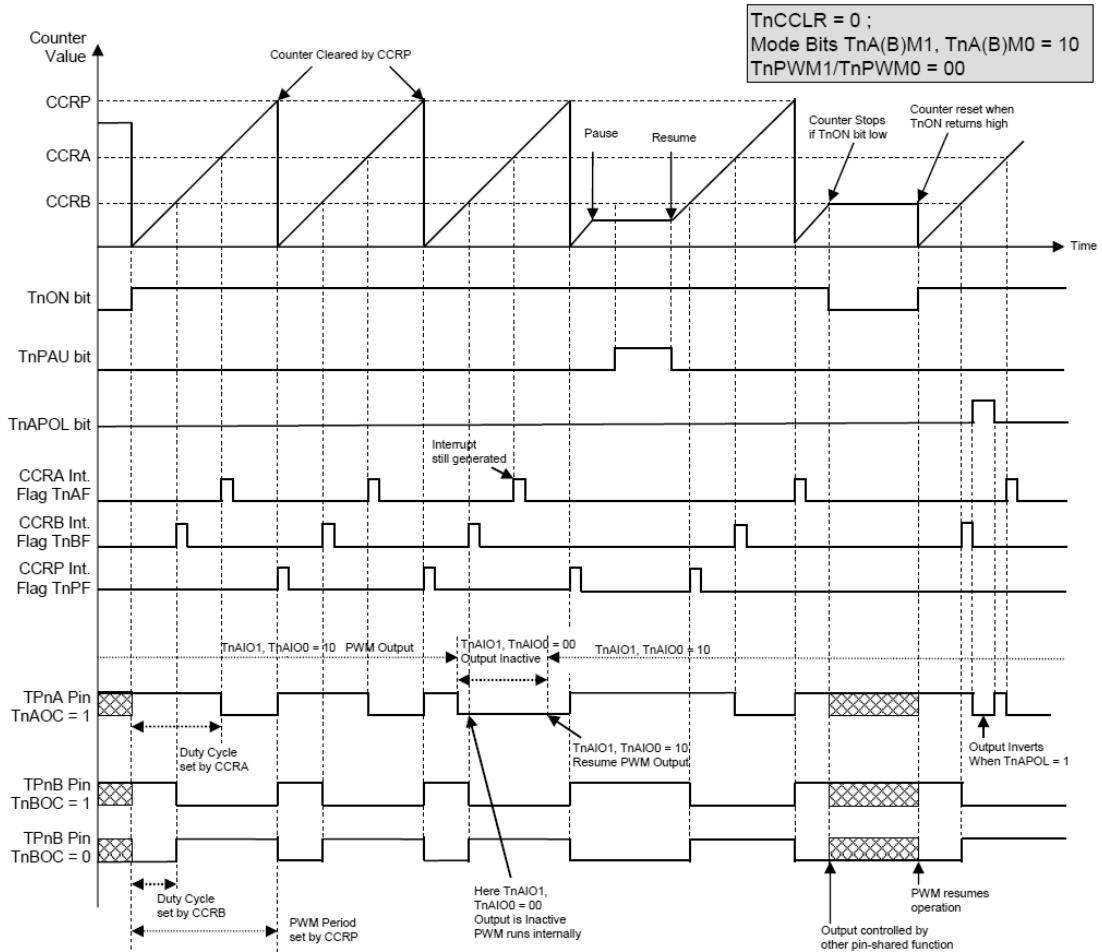 TnCCLR = 0 ;
Mode Bits TnA(B)M1, TnA(B)M0 = 10
TnPWM1/TnPWM0 = 00
Counter
Value
Counter Cleared by CCRP
CCRP
CCRA
CCRB
Pause
Resume
Counter Stops
if TnON bit low
Counter reset when
TnON returns high
Time
TnON bit
TnPAU bit
TnAPOL bit
Interrupt
still generated
CCRA Int.
Flag TnAF
CCRB Int.
Flag TnBF
CCRP Int.
Flag TnPF
TnAIO1, TnAIO0 = 10 PWM Output
TnAIO1, TnAIO0 = 00
Output Inactive
TnAIO1, TnAIO0 = 10
TPnA Pin
TnAOC = 1
Duty Cycle
set by CCRA
TnAIO1, TnAIO0 = 10
Resume PWM Output
Output Inverts
When TnAPOL = 1
TPnB Pin
TnBOC = 1
TPnB Pin
TnBOC = 0
Duty Cycle
set by CCRB
PWM Period
set by CCRP
Here TnAIO1,
TnAIO0 = 00
Output is Inactive
PWM runs internally
Output controlled by
other pin-shared function
PWM resumes
operation